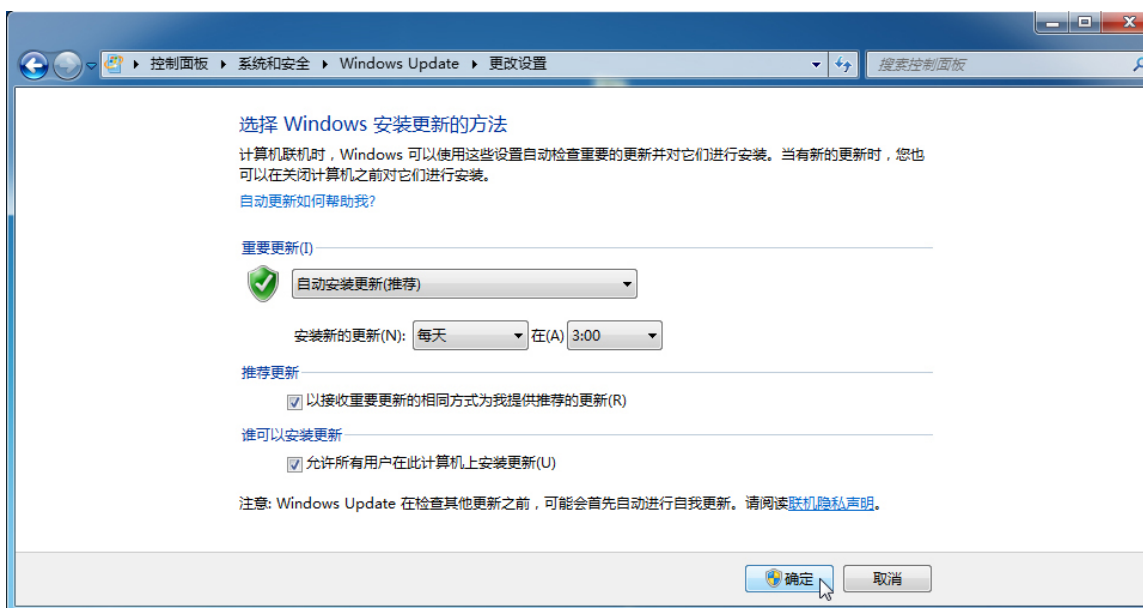 控制面板 ▸ 系统和安全 ▸ Windows Update ▸ 更改设置
搜索控制面板
选择 Windows 安装更新的方法
计算机联机时，Windows 可以使用这些设置自动检查重要的更新并对它们进行安装。当有新的更新时，您也
可以在关闭计算机之前对它们进行安装。
自动更新如何帮助我?
重要更新(I)
自动安装更新(推荐)
安装新的更新(N): 每天 在(A) 3:00
推荐更新
以接收重要更新的相同方式为我提供推荐的更新(R)
谁可以安装更新
允许所有用户在此计算机上安装更新(U)
注意: Windows Update 在检查其他更新之前，可能会首先自动进行自我更新。请阅读联机隐私声明。
确定 取消